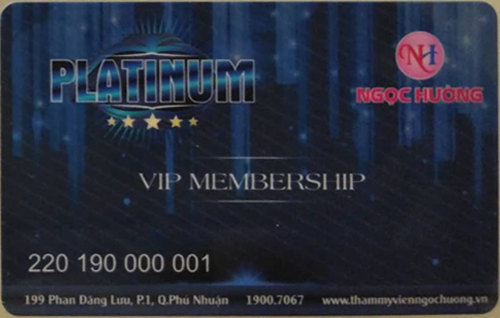 PLATINUM
NH
NGỌC HƯỜNG
VIP MEMBERSHIP
220 190 000 001
199 Phan Đăng Lưu, P.1, Q.Phú Nhuận 1900.7067 www.thammyvienngochuong.vn